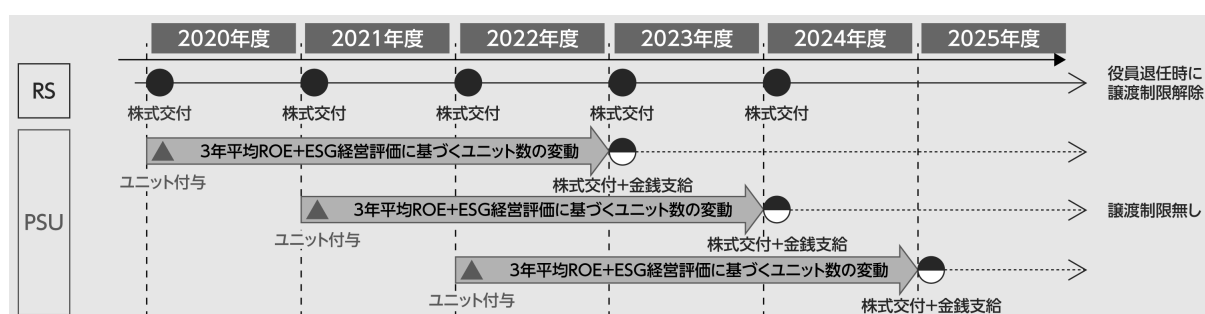 2020年度 2021年度 2022年度 2023年度 2024年度 2025年度
RS
役員退任時に
譲渡制限解除
株式交付 株式交付 株式交付 株式交付 株式交付
PSU
3年平均ROE+ESG経営評価に基づくユニット数の変動
ユニット付与
株式交付+金銭支給
3年平均ROE+ESG経営評価に基づくユニット数の変動
譲渡制限無し
ユニット付与
株式交付+金銭支給
3年平均ROE+ESG経営評価に基づくユニット数の変動
ユニット付与
株式交付+金銭支給